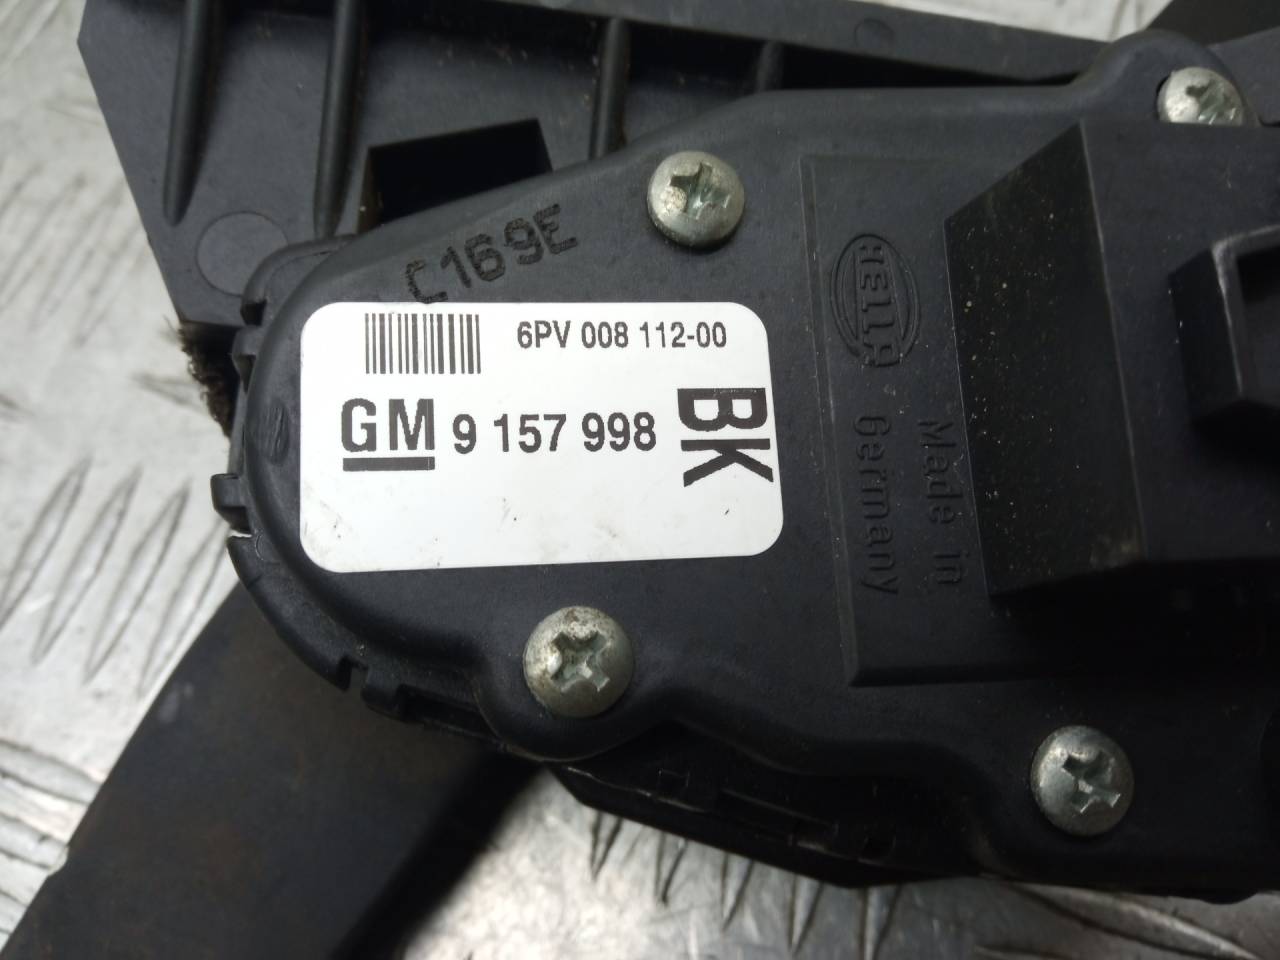 C169E
6PV 008 112-00
GM 9 157 998
BK
HELLA
Made in
Germany